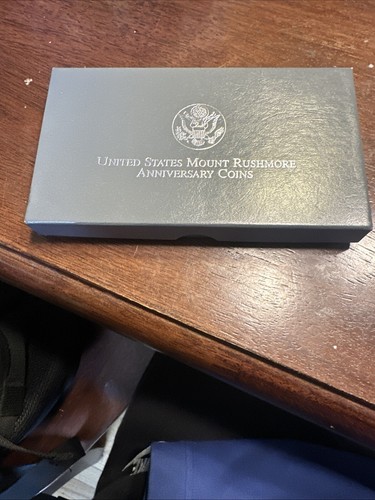 United States Mount Rushmore
Anniversary Coins